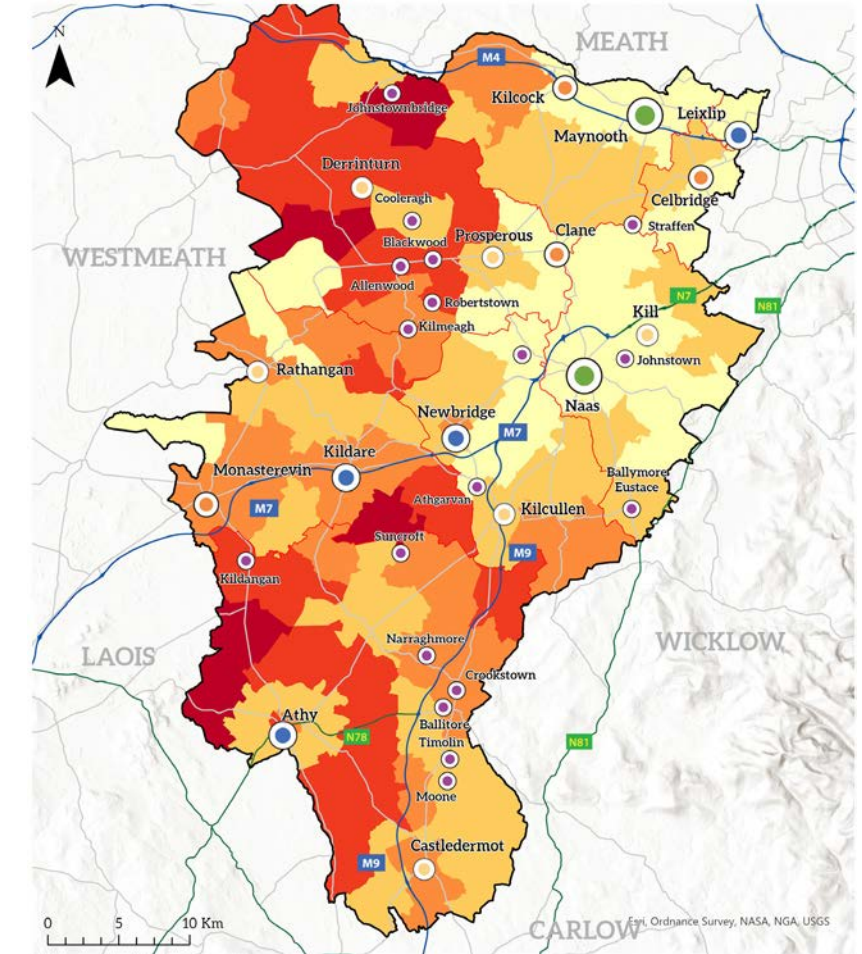 N
MEATH
M4
Kilcock
Johnstownbridge
Maynooth
Leixlip
Derrinturn
Celbridge
Cooleragh
Straffen
Blackwood
Prosperous
Clane
WESTMEATH
Allenwood
N7
N81
Robertstown
Kill
Kilmeagh
Johnstown
Rathangan
Naas
Newbridge
M7
Kildare
Monasterevin
Ballymore
Eustace
Athgarvan
M7
Kilcullen
Suncroft
M9
Kildangan
Narraghmore
WICKLOW
LAOIS
Crookstown
Athy
Ballitore
N78
Timolin
N81
Moone
Castledermot
M9
0 5 10 Km
CARLOW
Esri, Ordnance Survey, NASA, NGA, USGS